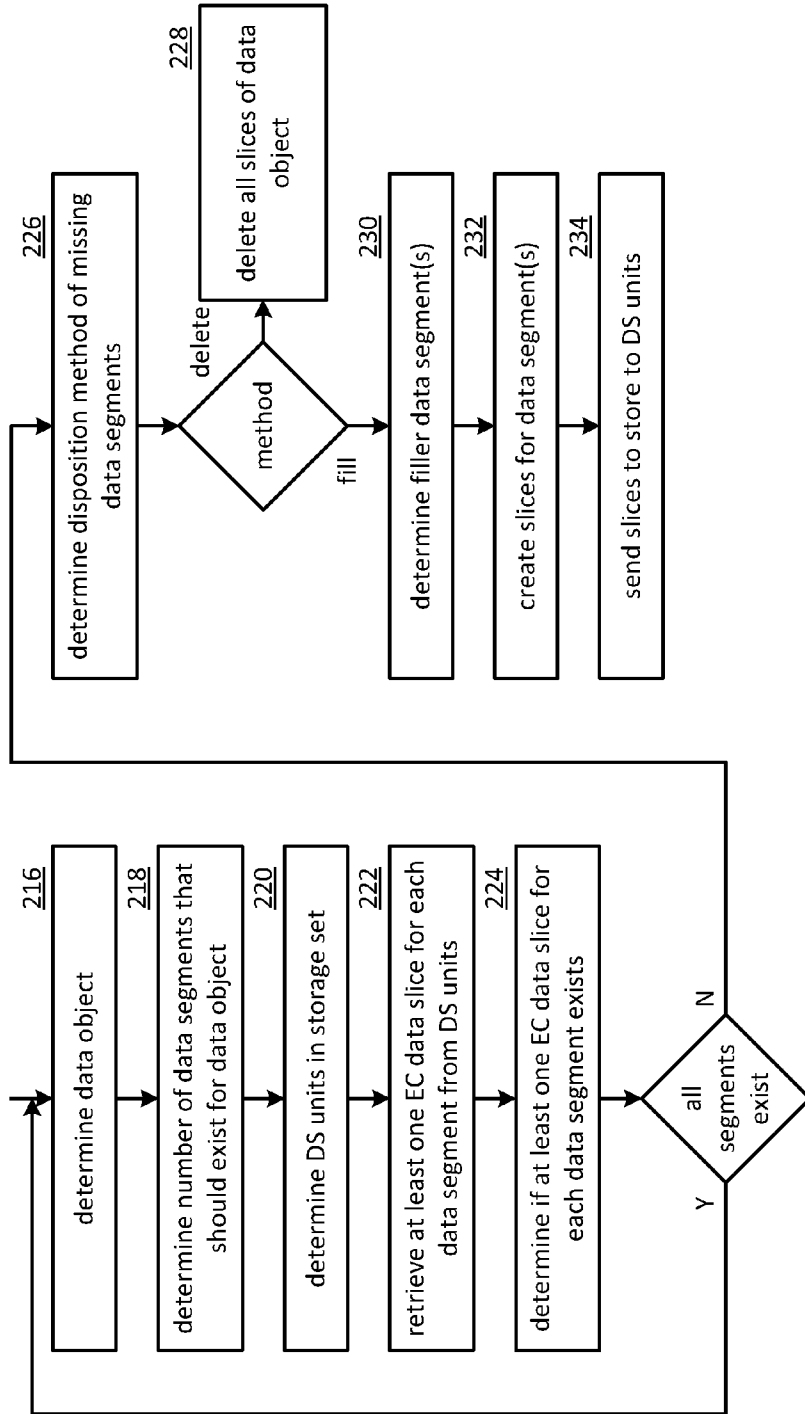 216
determine data object
218
determine number of data segments that
should exist for data object
220
determine DS units in storage set
222
retrieve at least one EC data slice for each
data segment from DS units
224
determine if at least one EC data slice for
each data segment exists
all
segments
exist
Y
N
226
determine disposition method of missing
data segments
method
delete
fill
228
delete all slices of data
object
230
determine filler data segment(s)
232
create slices for data segment(s)
234
send slices to store to DS units